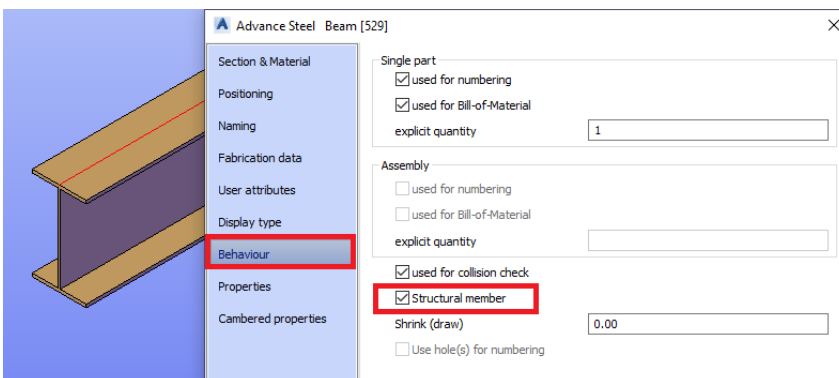 Advance Steel Beam [529]
Section & Material
Positioning
Naming
Fabrication data
User attributes
Display type
Behaviour
Properties
Cambered properties
Single part
used for numbering
used for Bill-of-Material
explicit quantity 1
Assembly
used for numbering
used for Bill-of-Material
explicit quantity
used for collision check
Structural member
Shrink (draw) 0.00
Use hole(s) for numbering